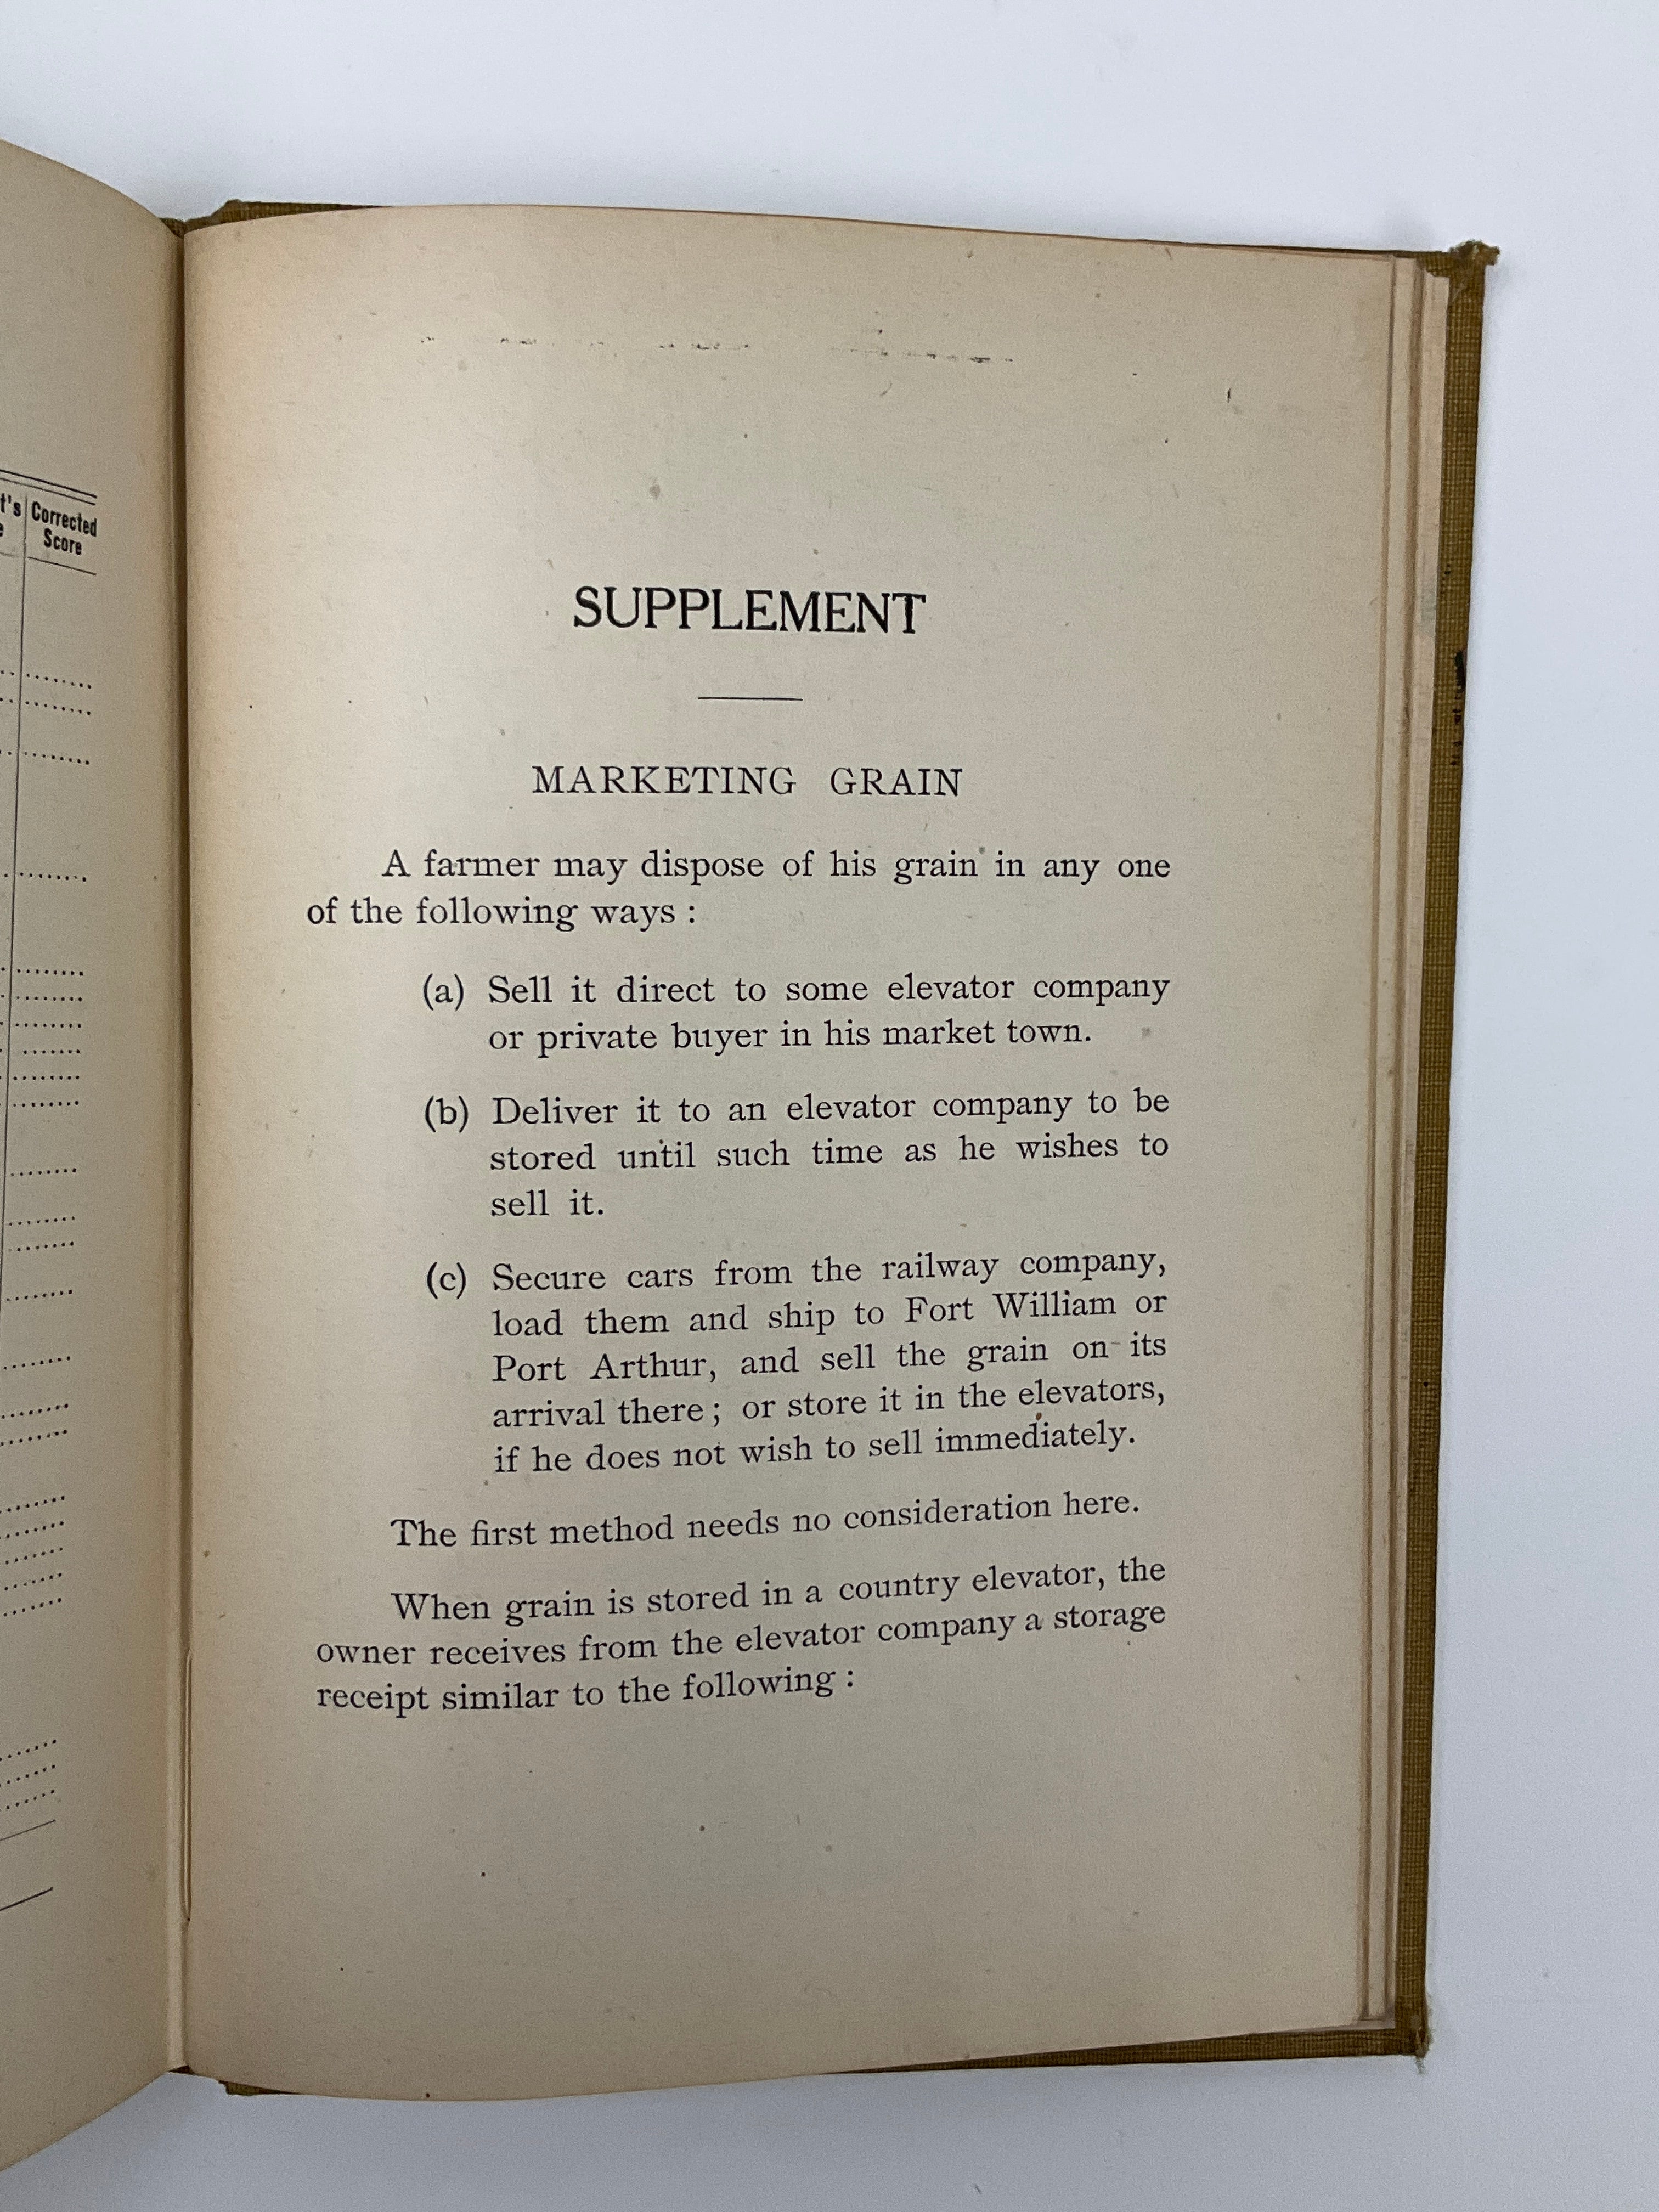 t's Corrected
Score
SUPPLEMENT
MARKETING GRAIN
A farmer may dispose of his grain in any one
of the following ways :
(a) Sell it direct to some elevator company
or private buyer in his market town.
(b) Deliver it to an elevator company to be
stored until such time as he wishes to
sell it.
(c) Secure cars from the railway company,
load them and ship to Fort William or
Port Arthur, and sell the grain on its
arrival there ; or store it in the elevators,
if he does not wish to sell immediately.
The first method needs no consideration here.
When grain is stored in a country elevator, the
owner receives from the elevator company a storage
receipt similar to the following :